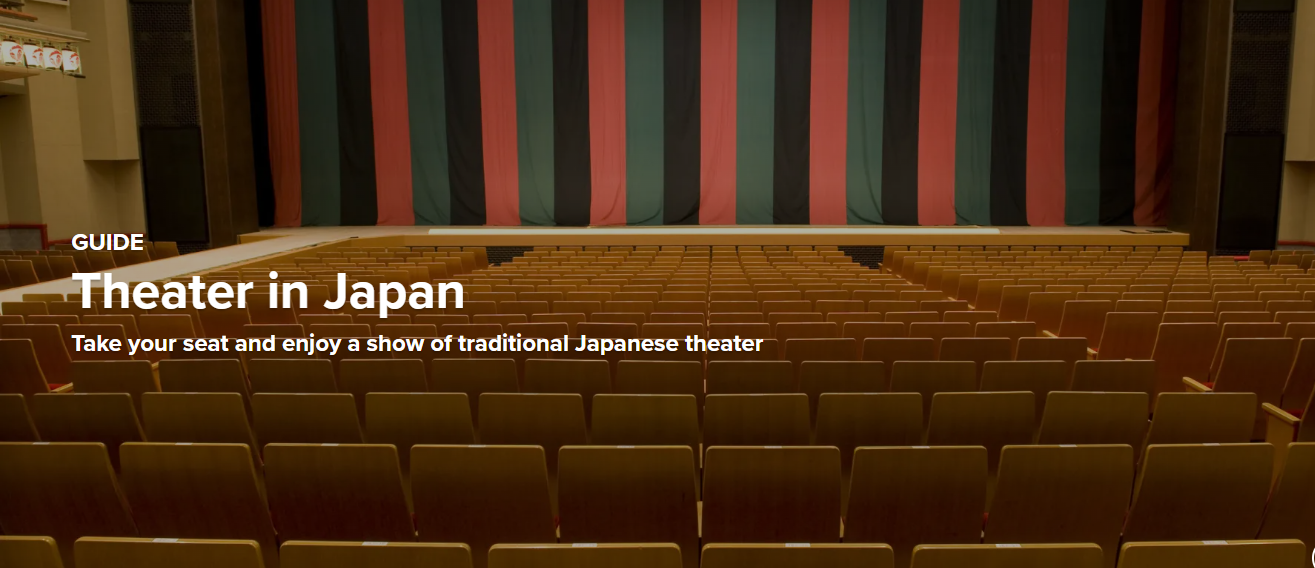 GUIDE
Theater in Japan
Take your seat and enjoy a show of traditional Japanese theater